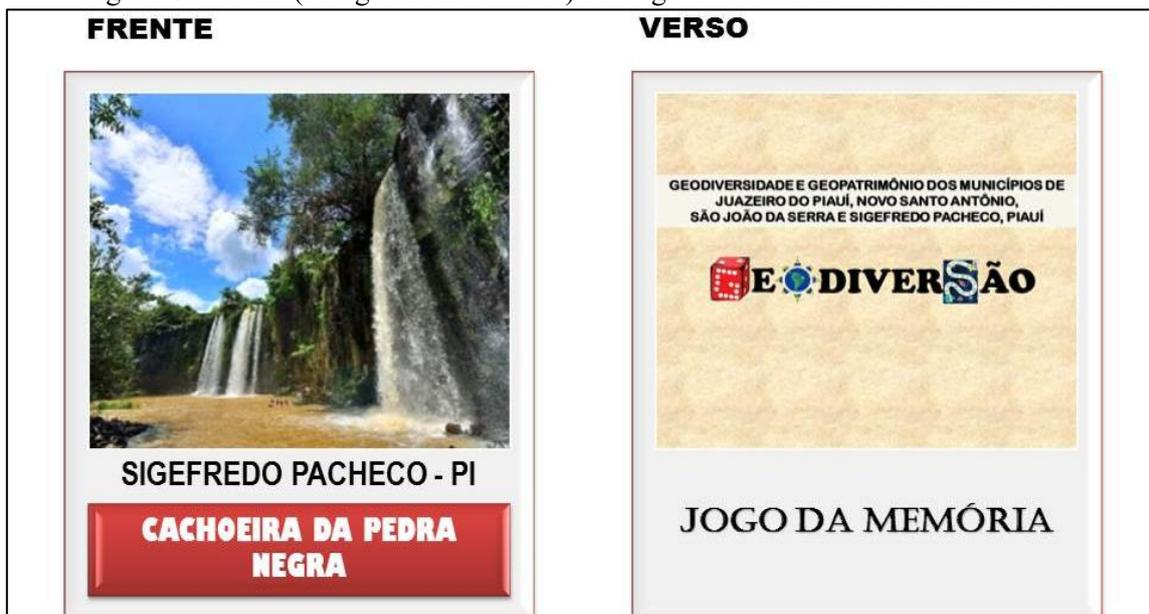 FRENTE
VERSO
SIGEFREDO PACHECO - PI
CACHOEIRA DA PEDRA
NEGRA
GEODIVERSIDADE E GEOPATRIMÔNIO DOS MUNICÍPIOS DE
JUAZEIRO DO PIAUÍ, NOVO SANTO ANTÔNIO,
SÃO JOÃO DA SERRA E SIGEFREDO PACHECO, PIAUÍ
GEODIVERSÃO
JOGO DA MEMÓRIA